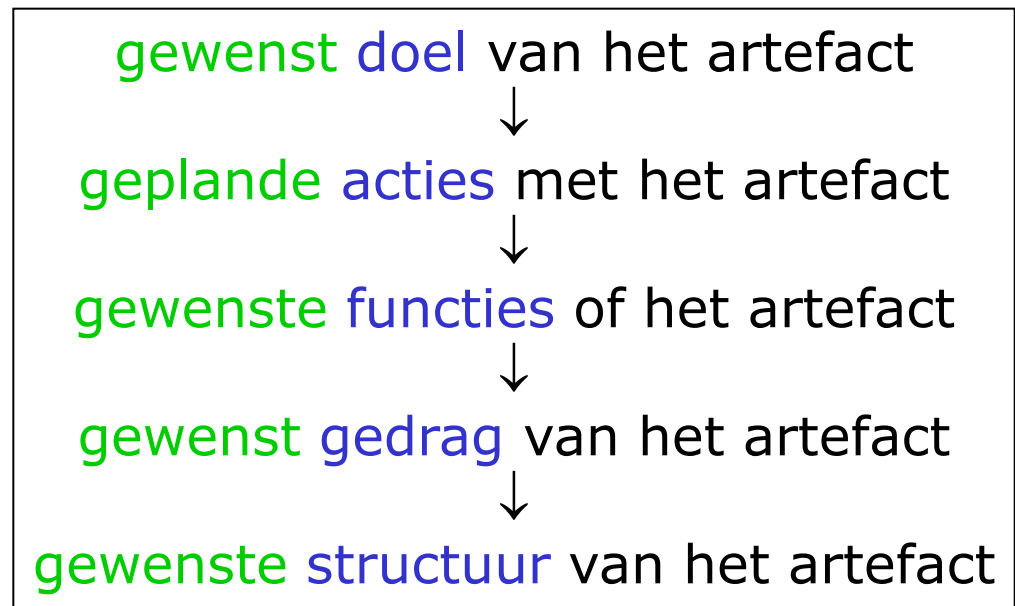 gewenst doel van het artefact
↓
geplande acties met het artefact
↓
gewenste functies of het artefact
↓
gewenst gedrag van het artefact
↓
gewenste structuur van het artefact